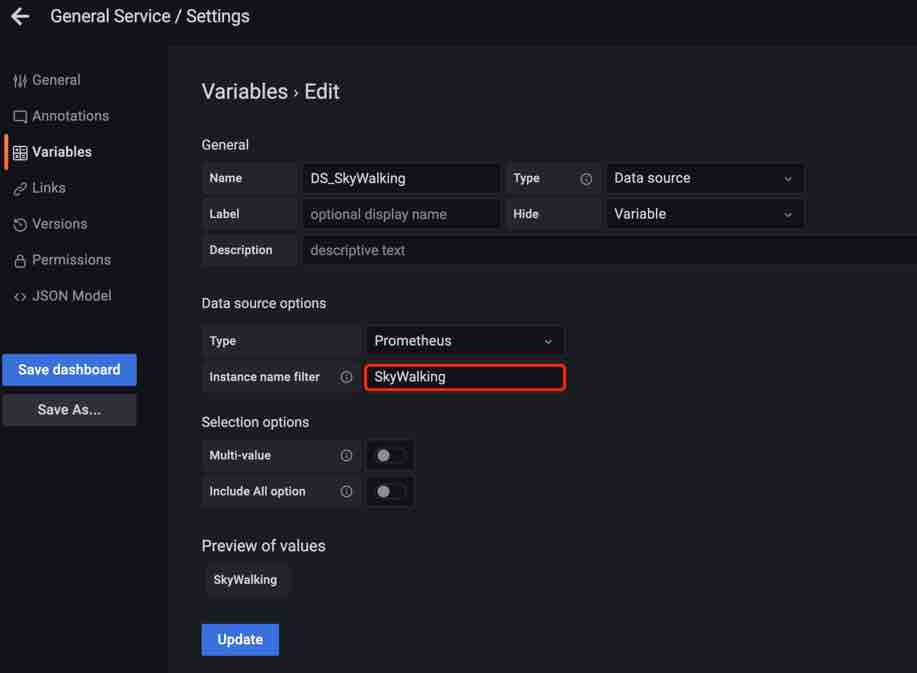 General Service / Settings
General
Annotations
Variables
Links
Versions
Permissions
JSON Model
Save dashboard
Save As...
Variables › Edit
General
Name DS_SkyWalking Type Data source
Label optional display name Hide Variable
Description descriptive text
Data source options
Type Prometheus
Instance name filter SkyWalking
Selection options
Multi-value
Include All option
Preview of values
SkyWalking
Update